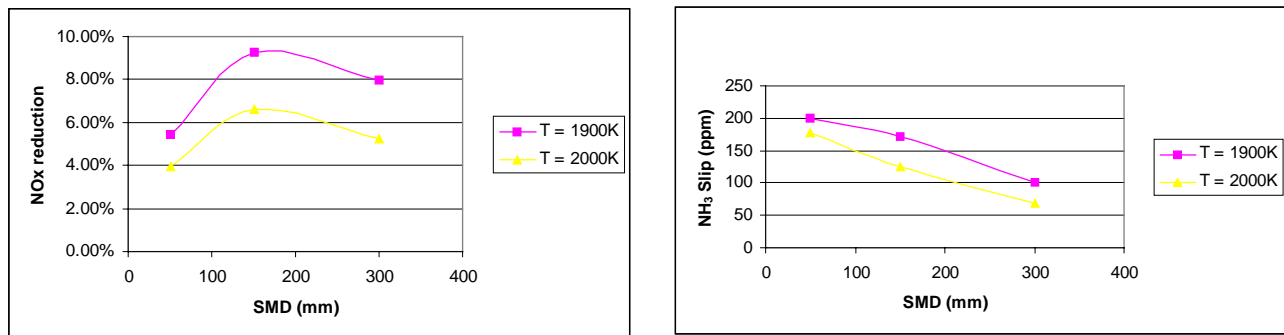 10.00%
8.00%
6.00%
4.00%
2.00%
0.00%
NOx reduction
0 100 200 300 400
SMD (mm)
T = 1900K
T = 2000K
250
200
150
100
50
0
NH₃ Slip (ppm)
0 100 200 300 400
SMD (mm)
T = 1900K
T = 2000K